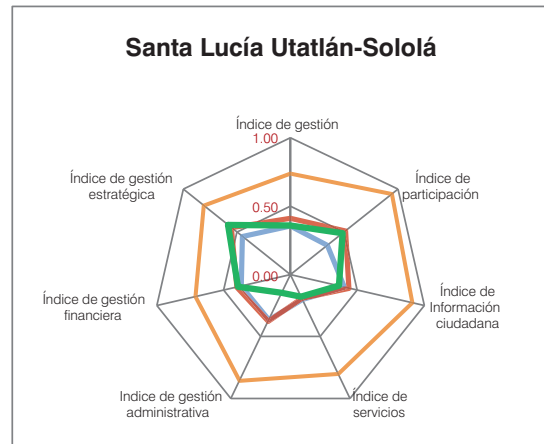 Santa Lucía Utatlán-Sololá
Índice de gestión
1.00
Índice de gestión
estratégica
Índice de
participación
0.50
0.00
Índice de gestión
financiera
Índice de
Información
ciudadana
Indice de gestión
administrativa
Índice de
servicios